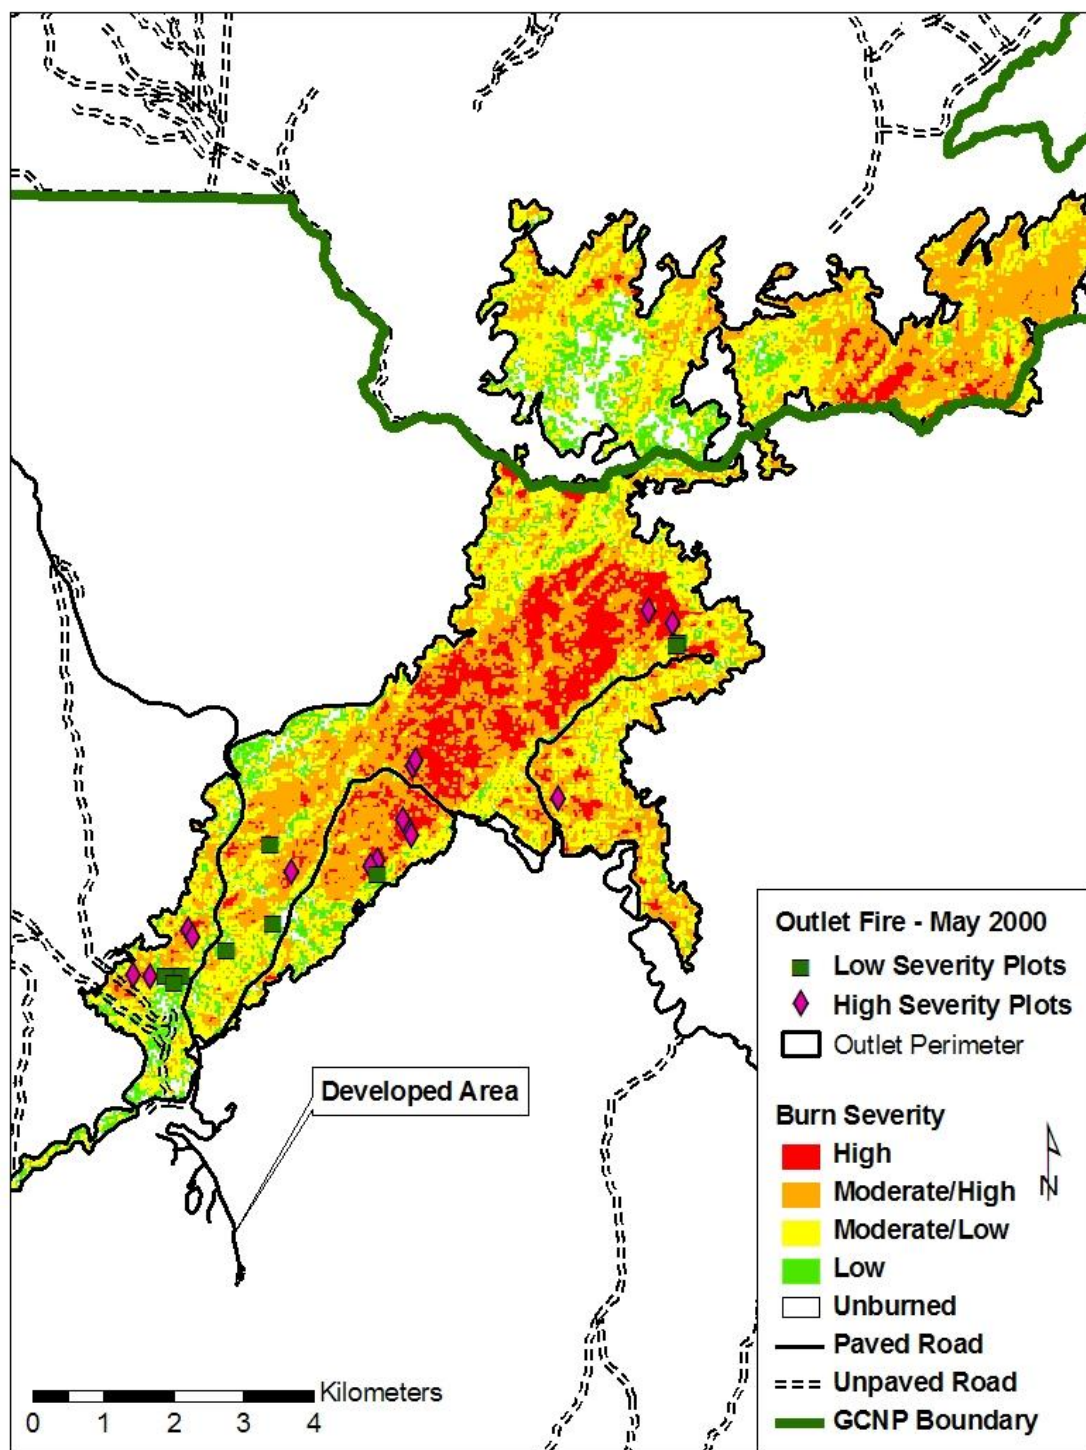 Outlet Fire - May 2000
Low Severity Plots
High Severity Plots
Outlet Perimeter
Developed Area
Burn Severity
High
Moderate/High
N
Moderate/Low
Low
Unburned
Paved Road
Unpaved Road
GCNP Boundary
Kilometers
0 1 2 3 4